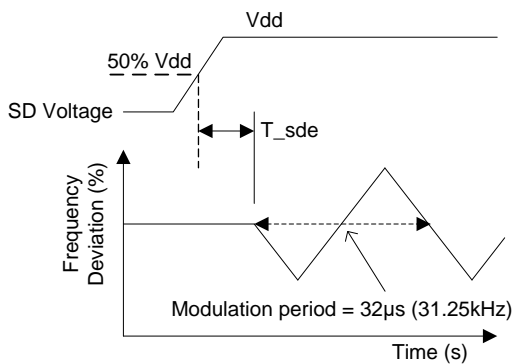 Vdd
50% Vdd
SD Voltage
T_sde
Frequency
Deviation (%)
Modulation period = 32µs (31.25kHz)
Time (s)